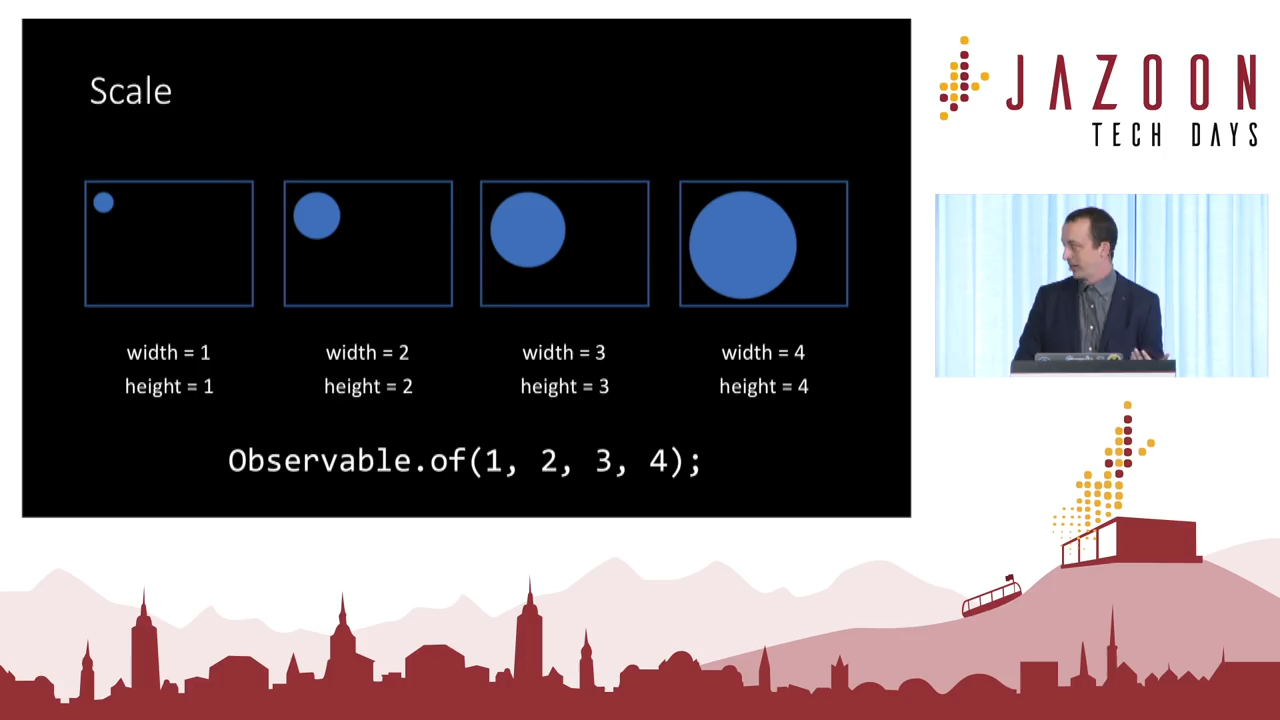 Scale
width = 1
height = 1
width = 2
height = 2
width = 3
height = 3
width = 4
height = 4
Observable.of(1, 2, 3, 4);
JAZOON
TECH DAYS